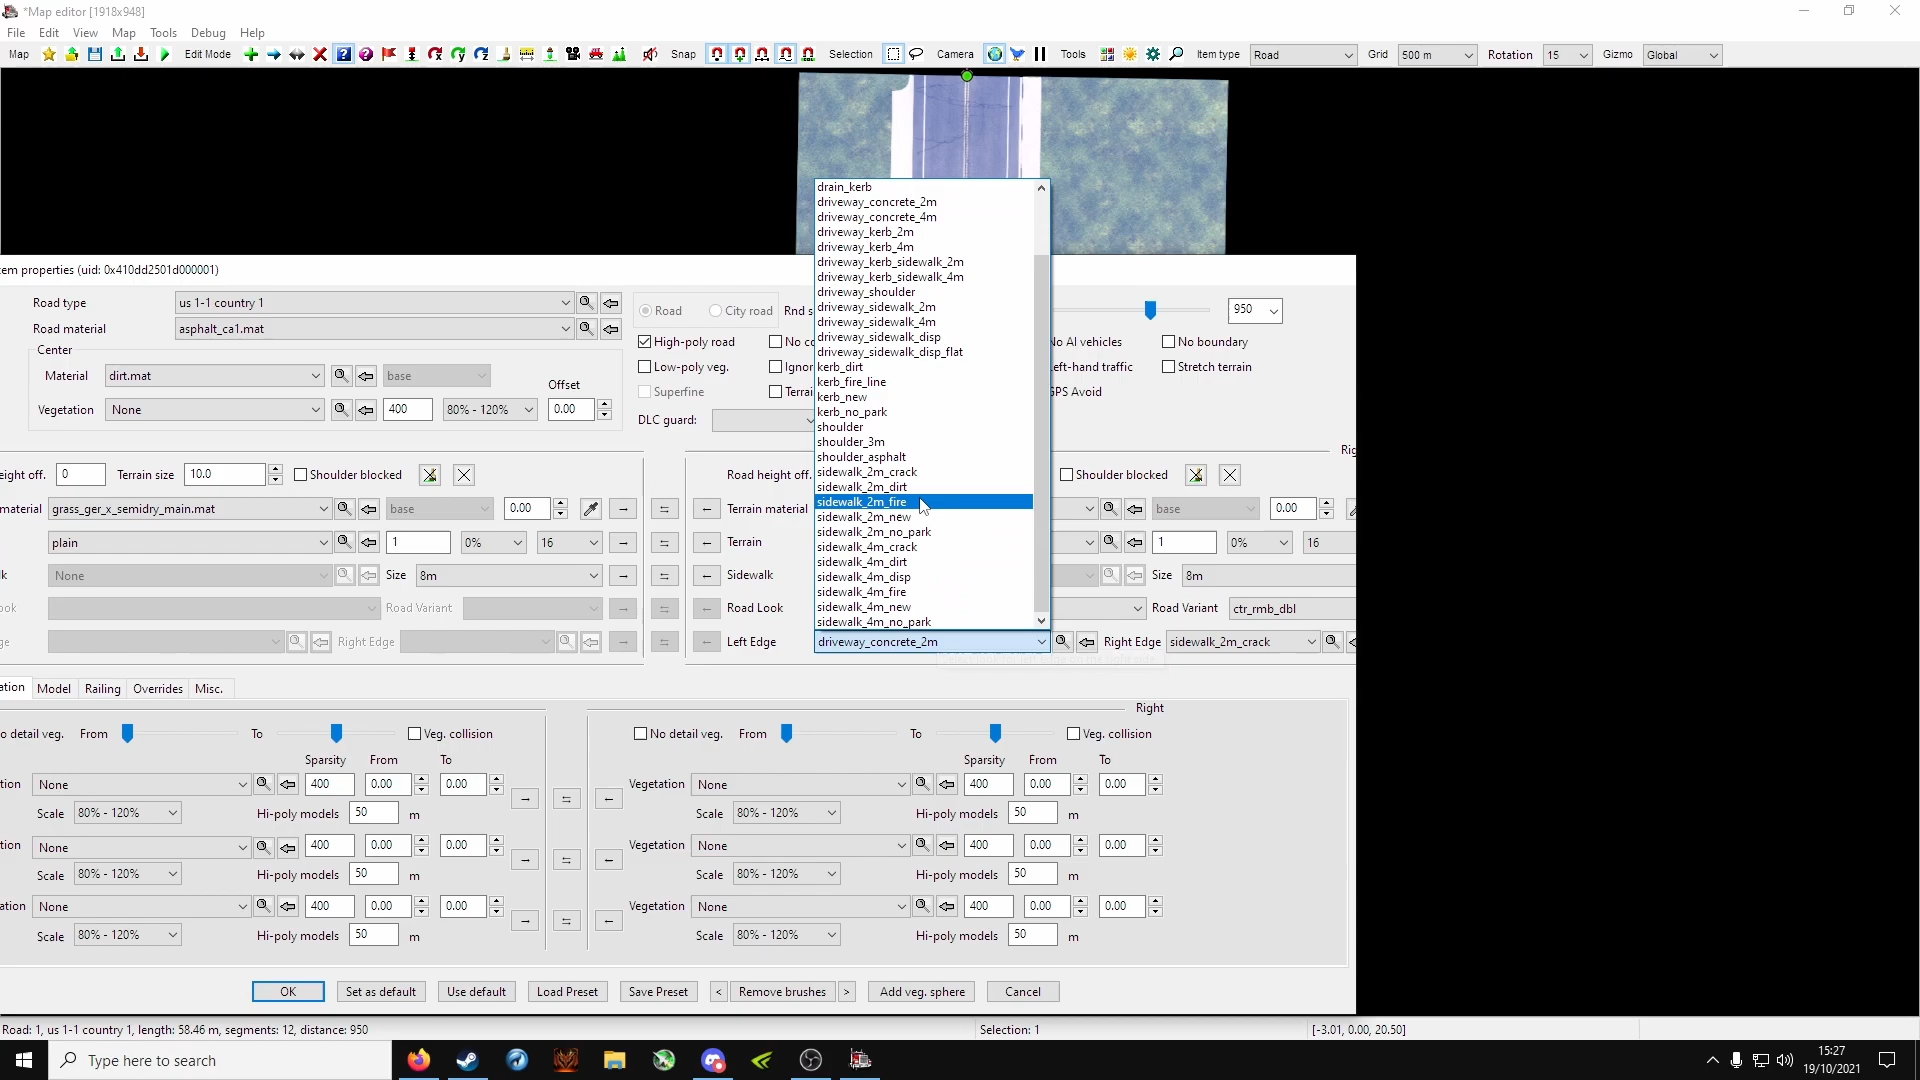 *Map editor [1918x948]
File Edit View Map Tools Debug Help
Map Edit Mode Snap Selection Camera Tools Item type Road Grid 500 m Rotation 15 Gizmo Global
drain_kerb
driveway_concrete_2m
driveway_concrete_4m
driveway_kerb_2m
driveway_kerb_4m
driveway_kerb_sidewalk_2m
driveway_kerb_sidewalk_4m
driveway_shoulder
driveway_sidewalk_2m
driveway_sidewalk_4m
driveway_sidewalk_disp
driveway_sidewalk_disp_flat
kerb_dirt
kerb_fire_line
kerb_new
kerb_no_park
shoulder
shoulder_3m
shoulder_asphalt
sidewalk_2m_crack
sidewalk_2m_dirt
sidewalk_2m_fire
sidewalk_2m_new
sidewalk_2m_no_park
sidewalk_4m_crack
sidewalk_4m_dirt
sidewalk_4m_disp
sidewalk_4m_fire
sidewalk_4m_new
sidewalk_4m_no_park
em properties (uid: 0x410dd2501d000001)
Road type us 1-1 country 1 Road City road Rnd s 950
Road material asphalt_ca1.mat
Center High-poly road No co No AI vehicles No boundary
Material dirt.mat base Offset Low-poly veg. Ignor Left-hand traffic Stretch terrain
Vegetation None 400 80% - 120% 0.00 Superfine Terrai GPS Avoid
DLC guard:
Rig
eight off. 0 Terrain size 10.0 Shoulder blocked Road height off. Shoulder blocked
material grass_ger_x_semidry_main.mat base 0.00 Terrain material base 0.00
plain 1 0% 16 Terrain 1 0% 16
k None Size 8m Sidewalk Size 8m
ook Road Variant Road Look Road Variant ctr_rmb_dbl
ge Right Edge Left Edge driveway_concrete_2m Right Edge sidewalk_2m_crack
ation Model Railing Overrides Misc.
Right
o detail veg. From To Veg. collision No detail veg. From To Veg. collision
Sparsity From To Sparsity From To
tion None 400 0.00 0.00 Vegetation None 400 0.00 0.00
Scale 80% - 120% Hi-poly models 50 m Scale 80% - 120% Hi-poly models 50 m
tion None 400 0.00 0.00 Vegetation None 400 0.00 0.00
Scale 80% - 120% Hi-poly models 50 m Scale 80% - 120% Hi-poly models 50 m
ation None 400 0.00 0.00 Vegetation None 400 0.00 0.00
Scale 80% - 120% Hi-poly models 50 m Scale 80% - 120% Hi-poly models 50 m
OK Set as default Use default Load Preset Save Preset < Remove brushes > Add veg. sphere Cancel
Road: 1, us 1-1 country 1, length: 58.46 m, segments: 12, distance: 950 Selection: 1 [-3.01, 0.00, 20.50]
Type here to search
15:27
19/10/2021